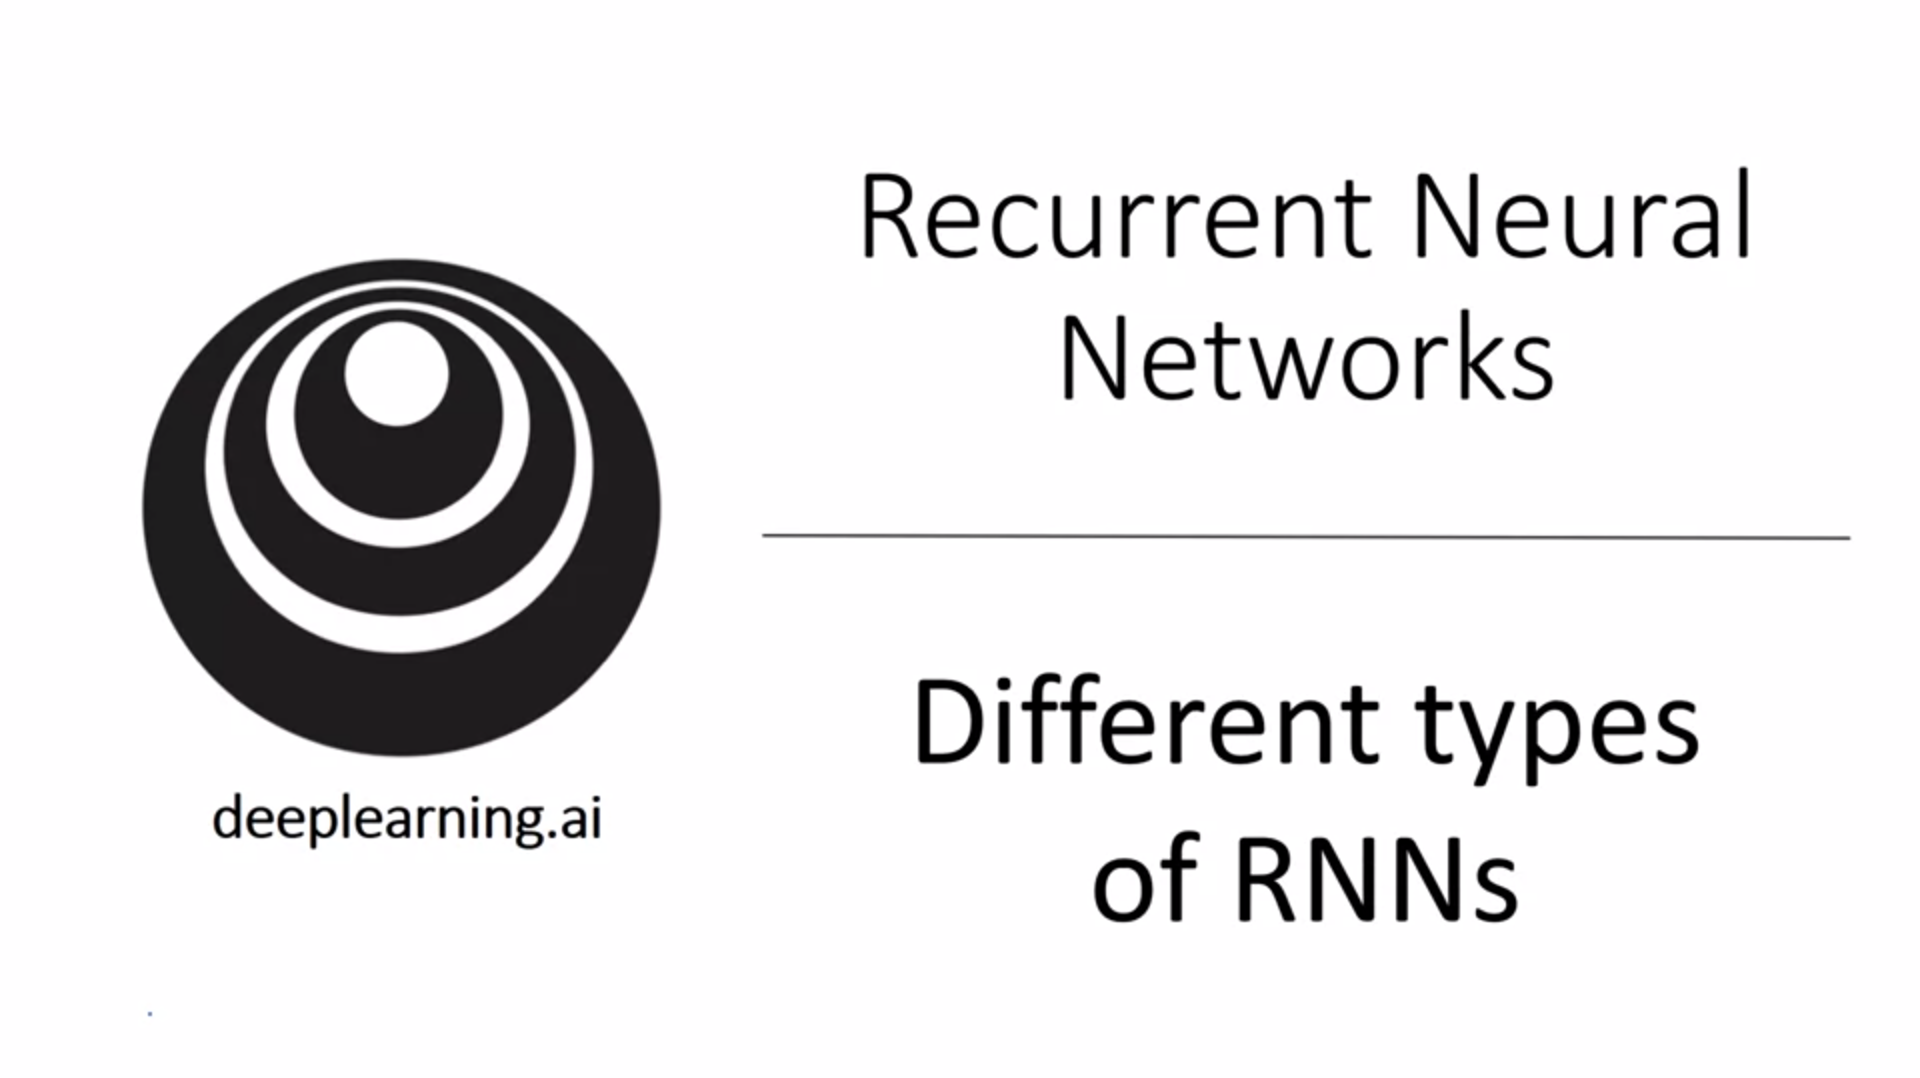 Recurrent Neural
Networks
Different types
of RNNs
deeplearning.ai